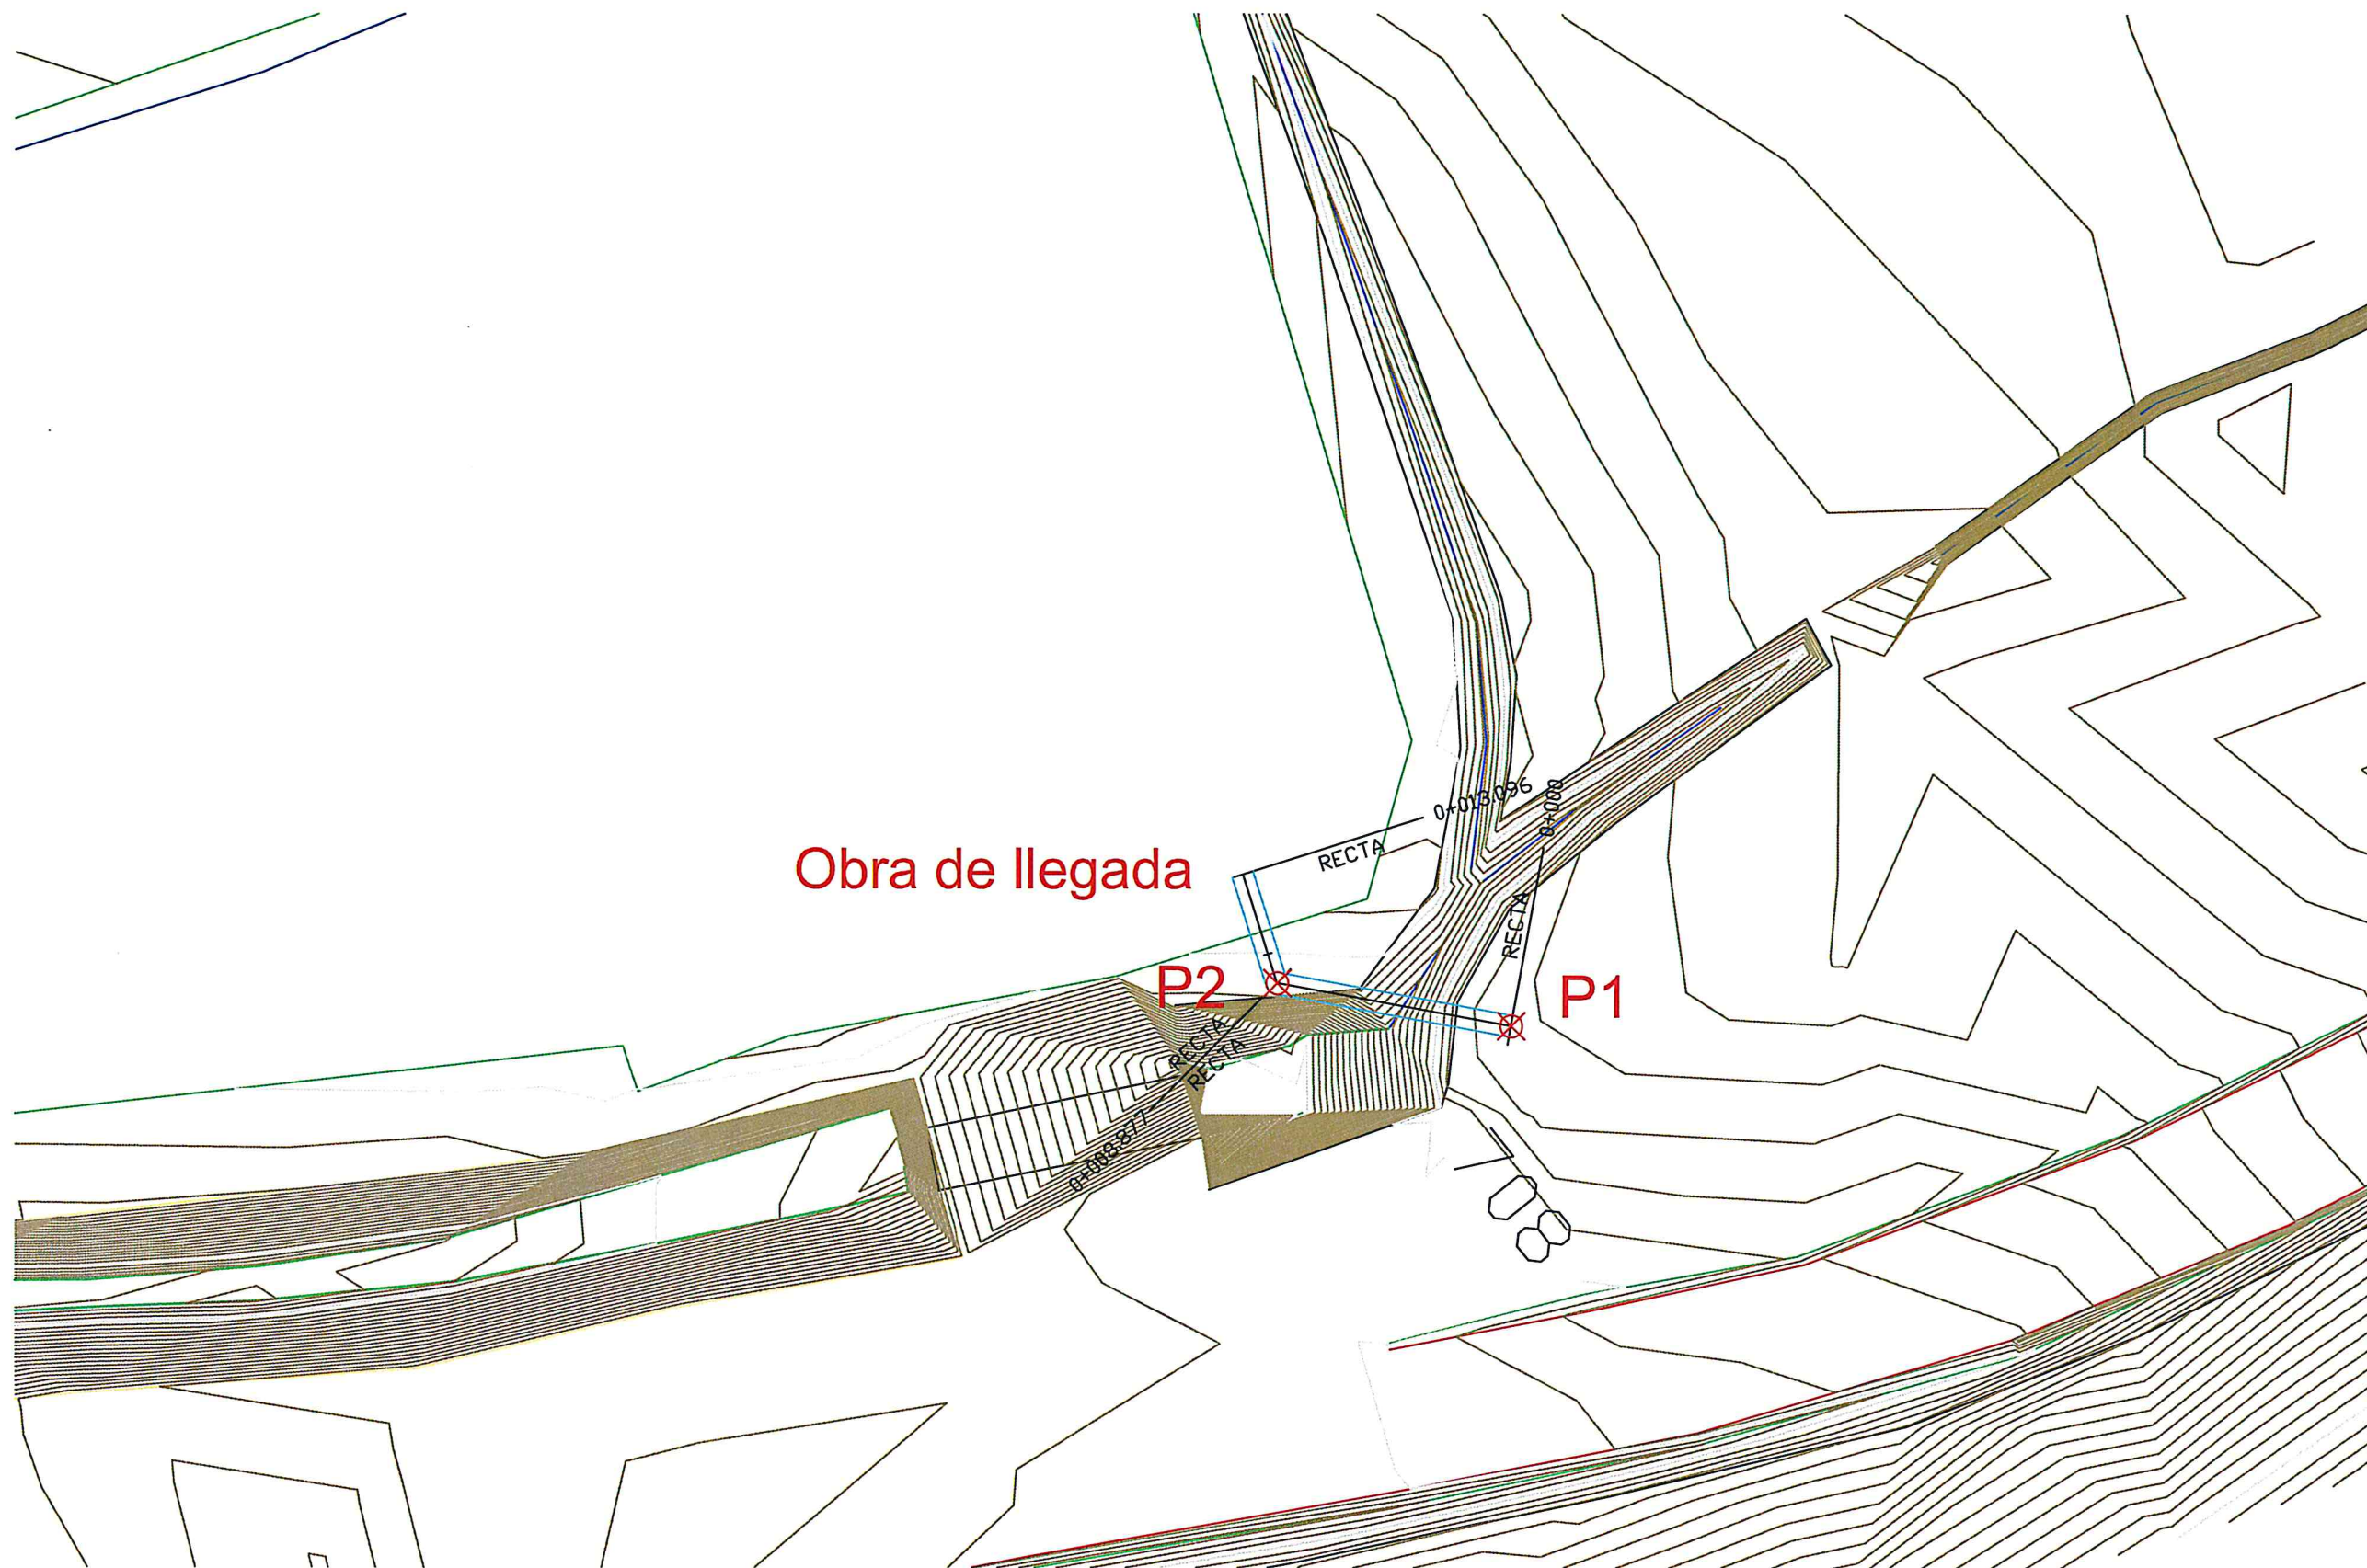 0+013.096
0+000
RECTA
Obra de llegada
RECTA
P2
P1
RECTA
RECTA
0+008.877